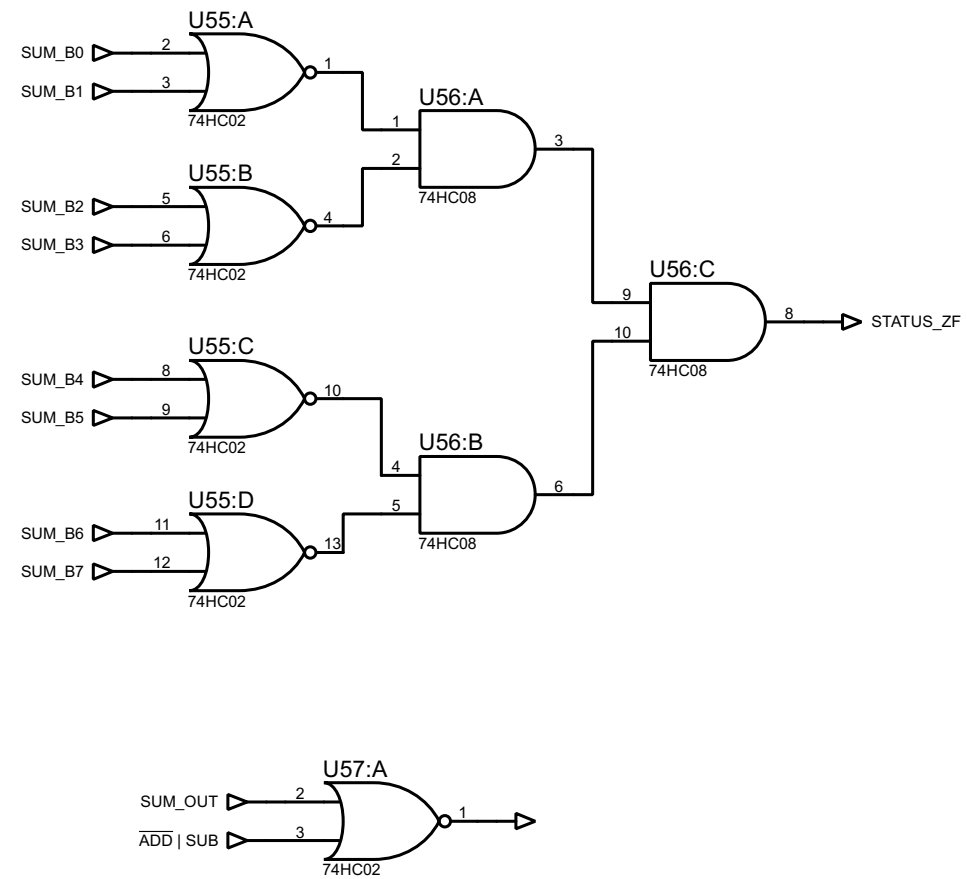 U55:A
SUM_B0 2
1
SUM_B1 3
74HC02
U56:A
1
3
2
74HC08
U55:B
SUM_B2 5
4
SUM_B3 6
74HC02
U56:C
9
8 STATUS_ZF
10
74HC08
U55:C
SUM_B4 8
10
SUM_B5 9
74HC02
U56:B
4
6
5
74HC08
U55:D
SUM_B6 11
13
SUM_B7 12
74HC02
U57:A
SUM_OUT 2
1
A̅D̅D̅ | SUB 3
74HC02